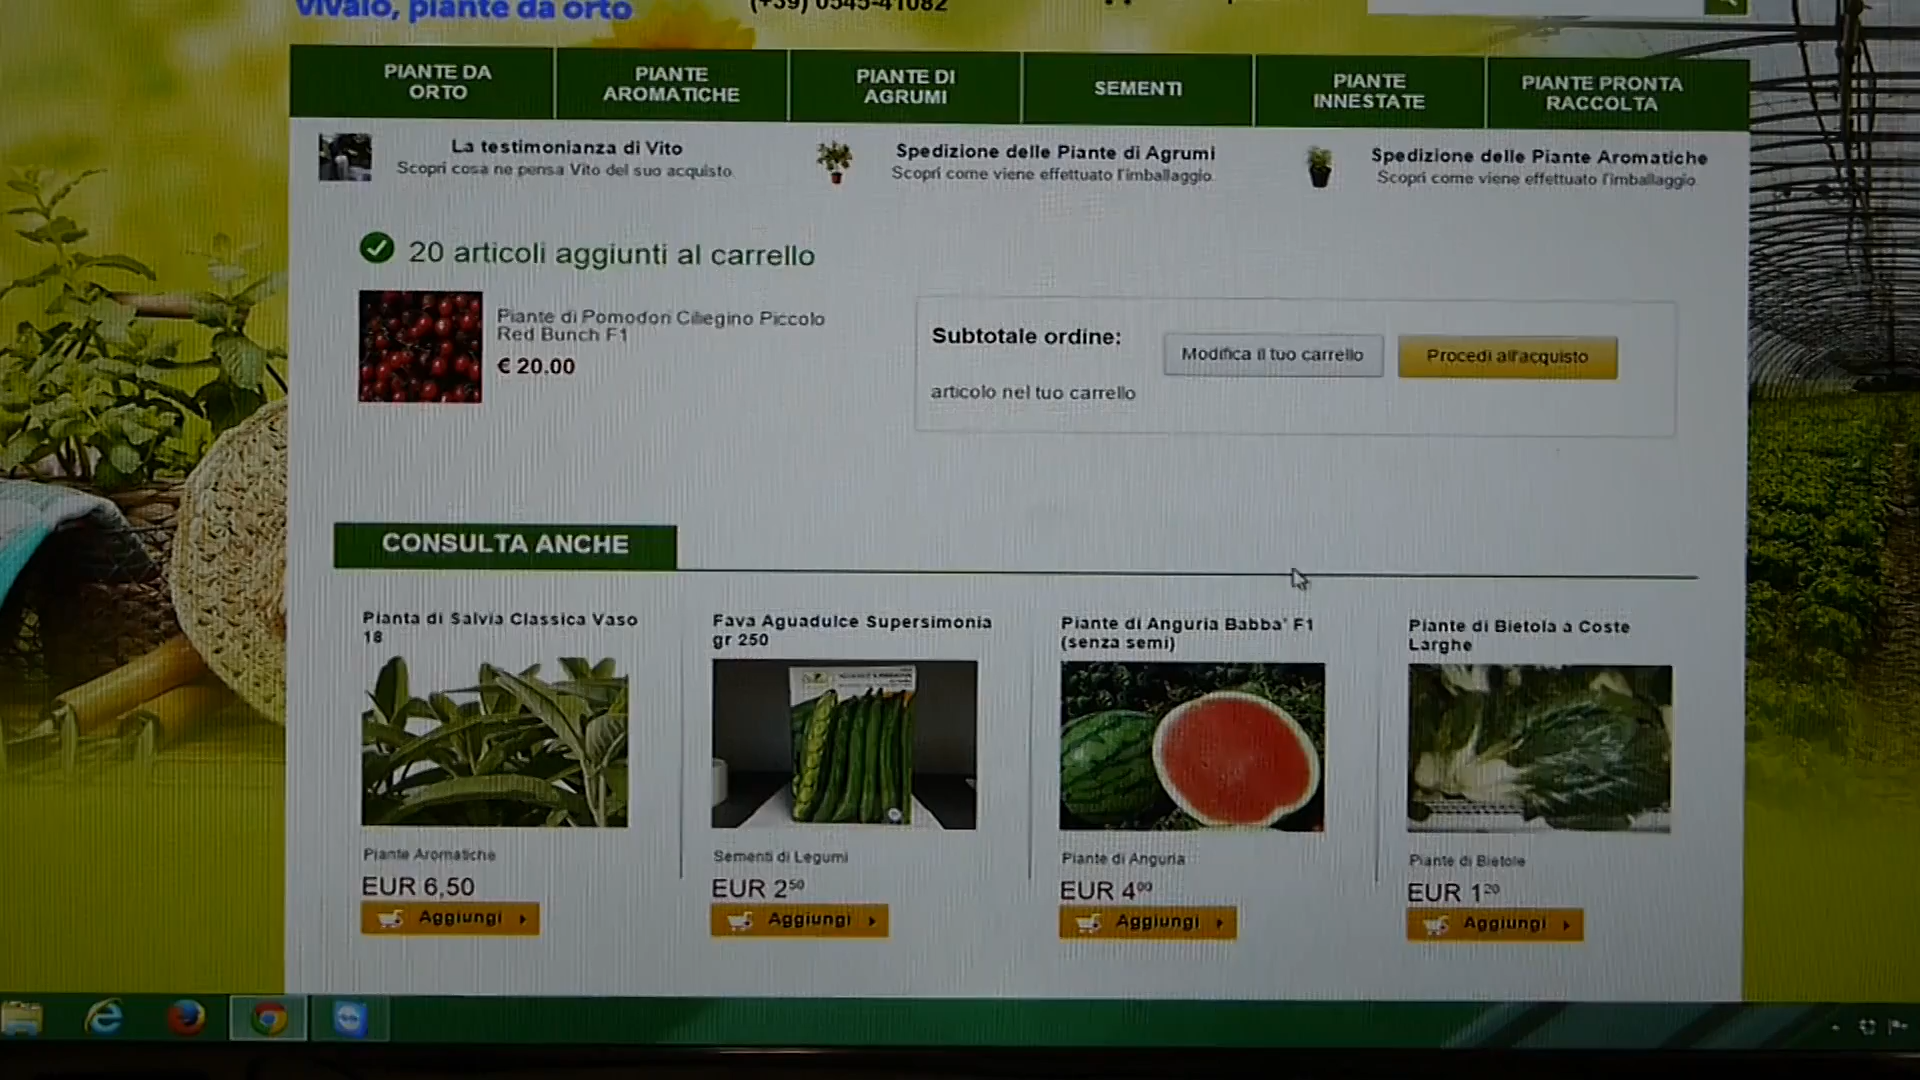 vivaio, piante da orto
(+39) 0545-41082
PIANTE DA
ORTO
PIANTE
AROMATICHE
PIANTE DI
AGRUMI
SEMENTI
PIANTE
INNESTATE
PIANTE PRONTA
RACCOLTA
La testimonianza di Vito
Scopri cosa ne pensa Vito del suo acquisto.
Spedizione delle Piante di Agrumi
Scopri come viene effettuato l'imballaggio.
Spedizione delle Piante Aromatiche
Scopri come viene effettuato l'imballaggio.
20 articoli aggiunti al carrello
Piante di Pomodori Ciliegino Piccolo
Red Bunch F1
€ 20.00
Subtotale ordine:
articolo nel tuo carrello
Modifica il tuo carrello
Procedi all'acquisto
CONSULTA ANCHE
Pianta di Salvia Classica Vaso
18
Piante Aromatiche
EUR 6,50
Aggiungi
Fava Aguadulce Supersimonia
gr 250
Sementi di Legumi
EUR 2⁵⁰
Aggiungi
Piante di Anguria Babba' F1
(senza semi)
Piante di Anguria
EUR 4⁰⁰
Aggiungi
Piante di Bietola a Coste
Larghe
Piante di Bietole
EUR 1²⁰
Aggiungi